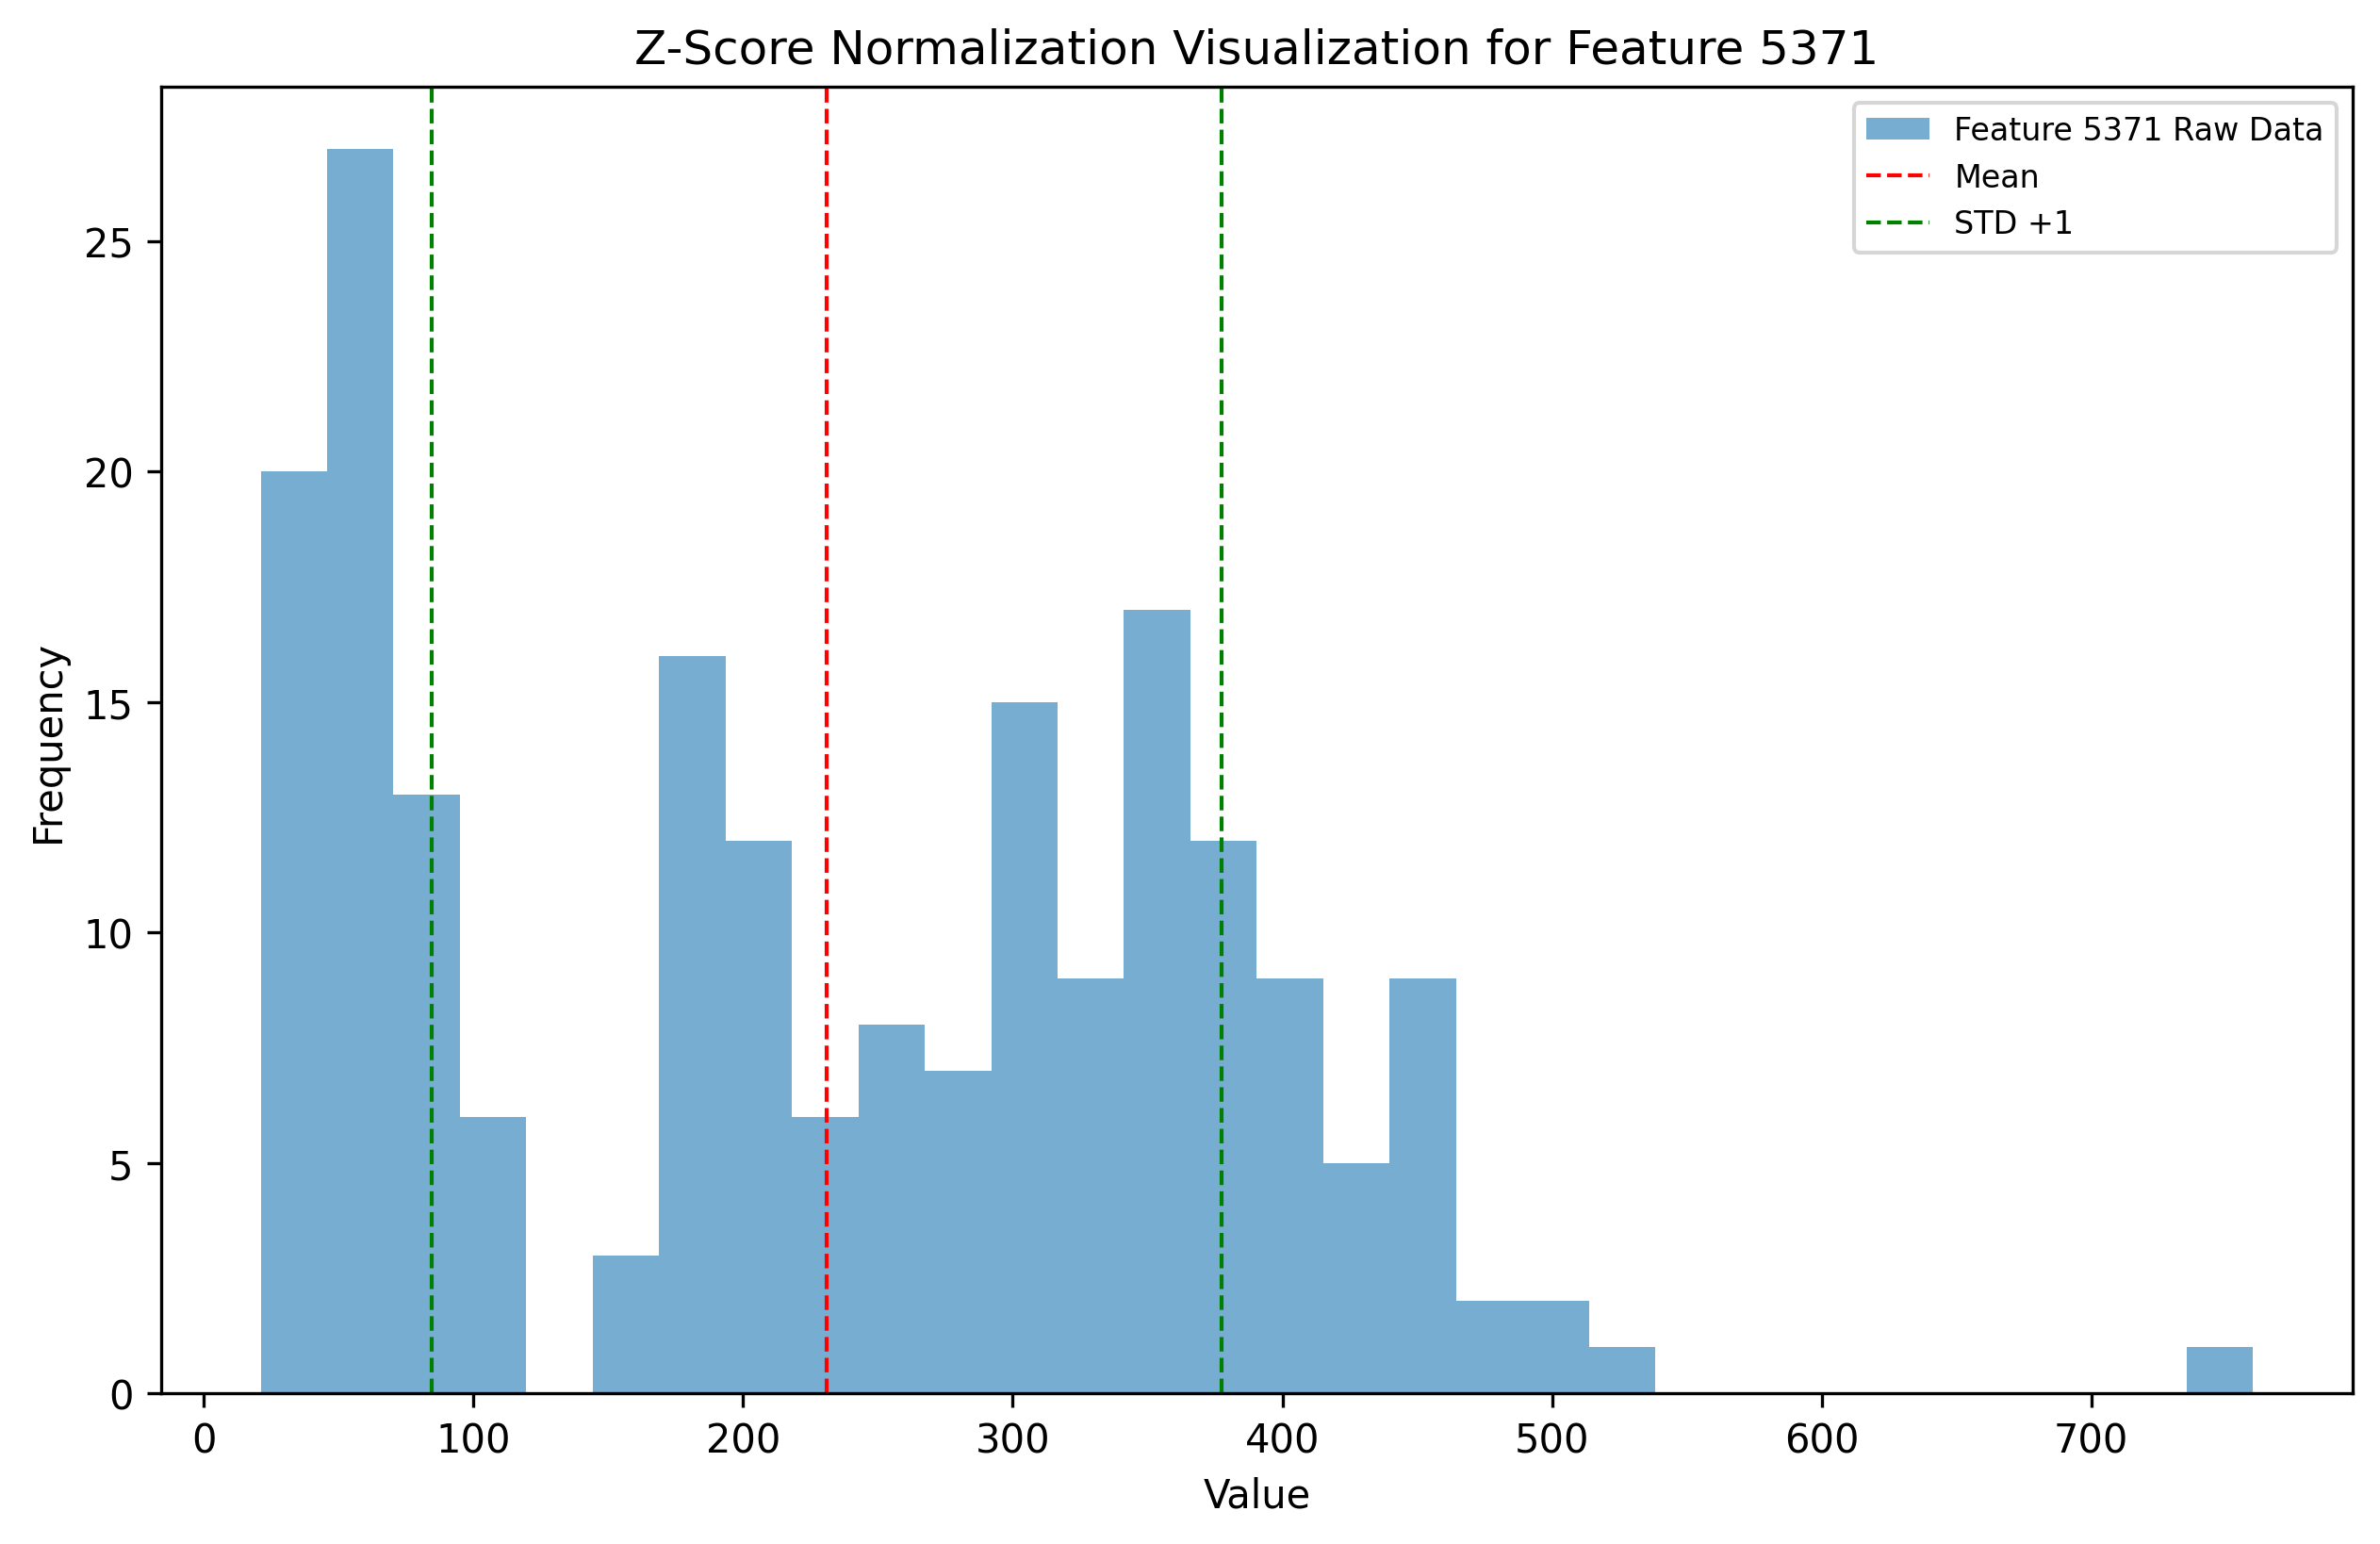 Z-Score Normalization Visualization for Feature 5371
Feature 5371 Raw Data
Mean
STD +1
25
20
15
10
5
0
Frequency
0 100 200 300 400 500 600 700
Value